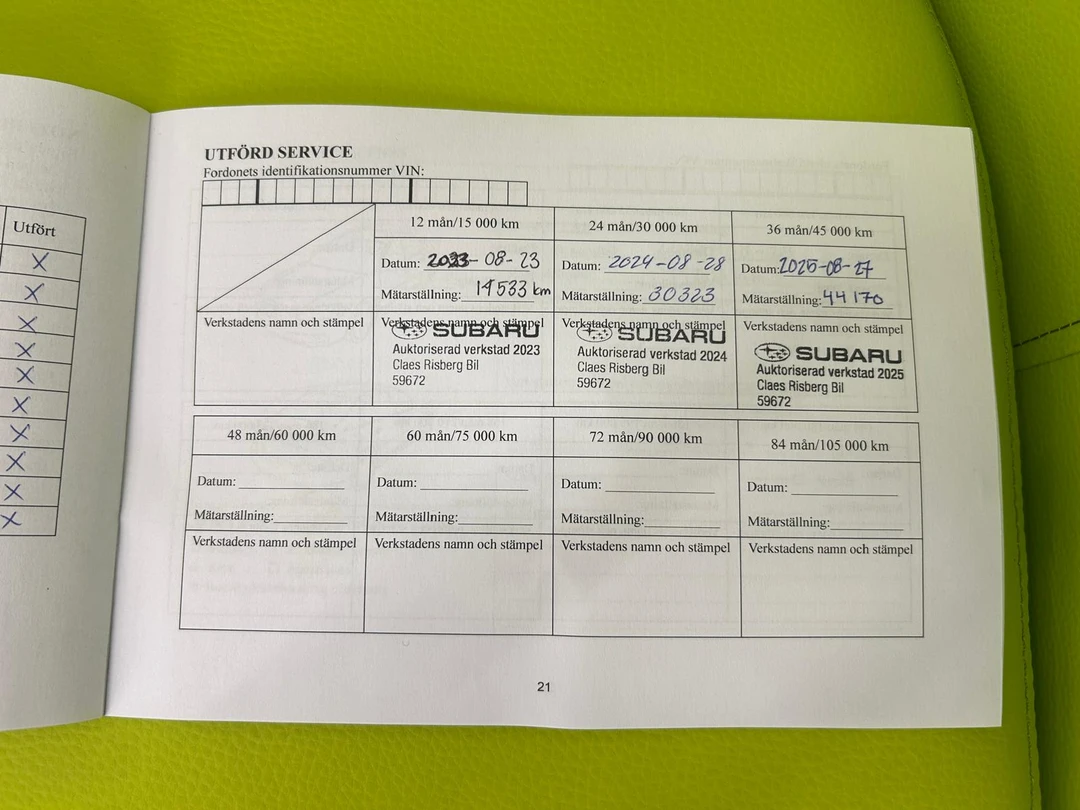 Utfört
X
X
X
X
X
X
X
X
X
X
UTFÖRD SERVICE
Fordonets identifikationsnummer VIN:
12 mån/15 000 km
24 mån/30 000 km
36 mån/45 000 km
Datum: 2023-08-23
Datum: 2024-08-28
Datum: 2025-08-27
Mätarställning: 14533 km
Mätarställning: 30323
Mätarställning: 44170
Verkstadens namn och stämpel
Verkstadens namn och stämpel
SUBARU
Auktoriserad verkstad 2023
Claes Risberg Bil
59672
Verkstadens namn och stämpel
SUBARU
Auktoriserad verkstad 2024
Claes Risberg Bil
59672
Verkstadens namn och stämpel
SUBARU
Auktoriserad verkstad 2025
Claes Risberg Bil
59672
48 mån/60 000 km
60 mån/75 000 km
72 mån/90 000 km
84 mån/105 000 km
Datum:
Datum:
Datum:
Datum:
Mätarställning:
Mätarställning:
Mätarställning:
Mätarställning:
Verkstadens namn och stämpel
Verkstadens namn och stämpel
Verkstadens namn och stämpel
Verkstadens namn och stämpel
21